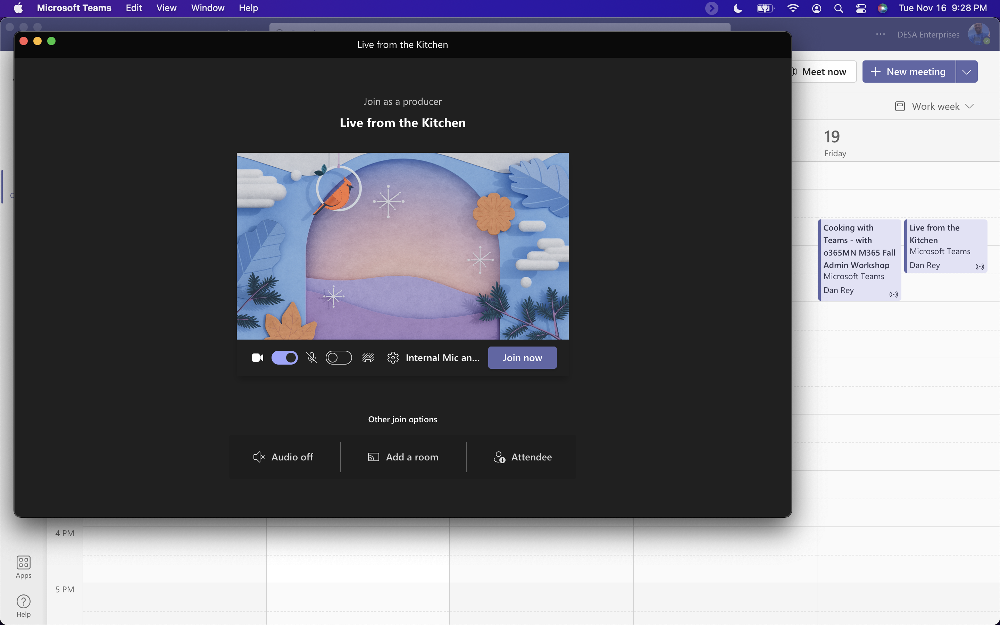 Microsoft Teams Edit View Window Help Tue Nov 16 9:28 PM
DESA Enterprises
Live from the Kitchen
Meet now
New meeting
Work week
Join as a producer
Live from the Kitchen
19
Friday
Cooking with
Teams - with
o365MN M365 Fall
Admin Workshop
Microsoft Teams
Dan Rey
Live from the
Kitchen
Microsoft Teams
Dan Rey
Internal Mic an...
Join now
Other join options
Audio off
Add a room
Attendee
4 PM
5 PM
Apps
Help